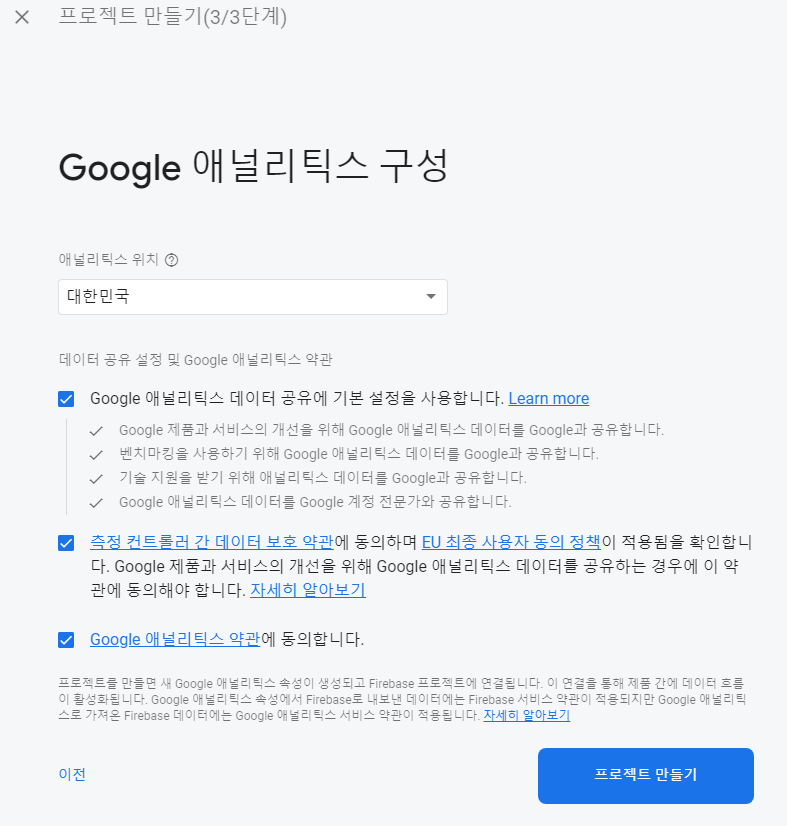 프로젝트 만들기(3/3단계)
Google 애널리틱스 구성
애널리틱스 위치
대한민국
데이터 공유 설정 및 Google 애널리틱스 약관
Google 애널리틱스 데이터 공유에 기본 설정을 사용합니다. Learn more
Google 제품과 서비스의 개선을 위해 Google 애널리틱스 데이터를 Google과 공유합니다.
벤치마킹을 사용하기 위해 Google 애널리틱스 데이터를 Google과 공유합니다.
기술 지원을 받기 위해 애널리틱스 데이터를 Google과 공유합니다.
Google 애널리틱스 데이터를 Google 계정 전문가와 공유합니다.
측정 컨트롤러 간 데이터 보호 약관에 동의하며 EU 최종 사용자 동의 정책이 적용됨을 확인합니
다. Google 제품과 서비스의 개선을 위해 Google 애널리틱스 데이터를 공유하는 경우에 이 약
관에 동의해야 합니다. 자세히 알아보기
Google 애널리틱스 약관에 동의합니다.
프로젝트를 만들면 새 Google 애널리틱스 속성이 생성되고 Firebase 프로젝트에 연결됩니다. 이 연결을 통해 제품 간에 데이터 흐름
이 활성화됩니다. Google 애널리틱스 속성에서 Firebase로 내보낸 데이터에는 Firebase 서비스 약관이 적용되지만 Google 애널리틱
스로 가져온 Firebase 데이터에는 Google 애널리틱스 서비스 약관이 적용됩니다. 자세히 알아보기
이전
프로젝트 만들기